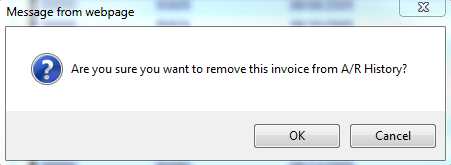 Message from webpage
Are you sure you want to remove this invoice from A/R History?
OK
Cancel